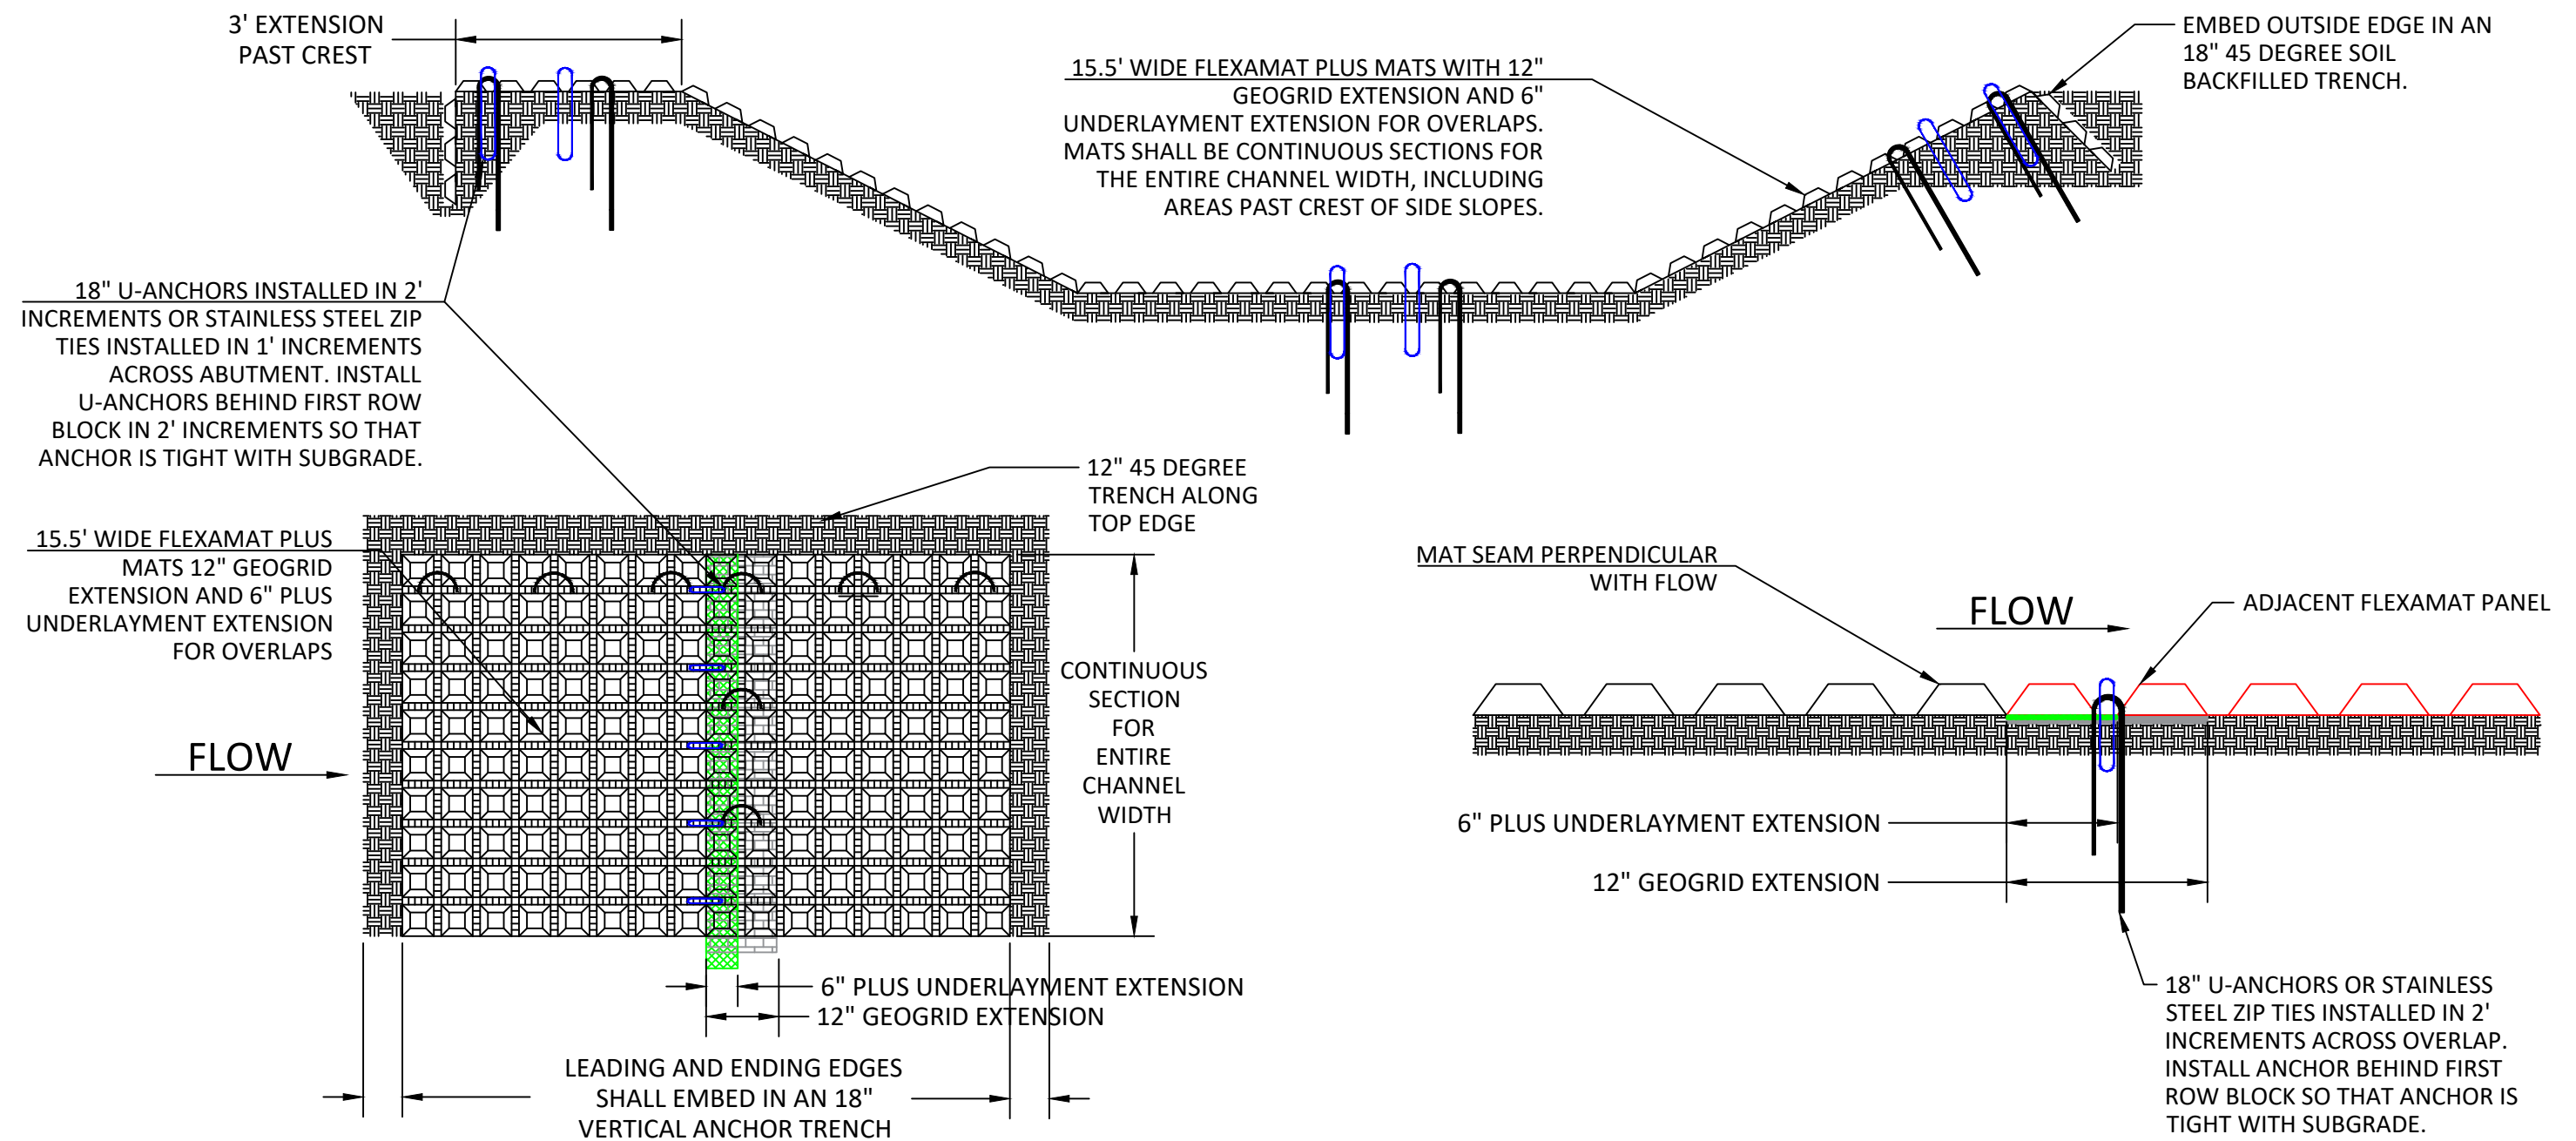 3' EXTENSION
PAST CREST
15.5' WIDE FLEXAMAT PLUS MATS WITH 12"
GEOGRID EXTENSION AND 6"
UNDERLAYMENT EXTENSION FOR OVERLAPS.
MATS SHALL BE CONTINUOUS SECTIONS FOR
THE ENTIRE CHANNEL WIDTH, INCLUDING
AREAS PAST CREST OF SIDE SLOPES.
EMBED OUTSIDE EDGE IN AN
18" 45 DEGREE SOIL
BACKFILLED TRENCH.
18" U-ANCHORS INSTALLED IN 2'
INCREMENTS OR STAINLESS STEEL ZIP
TIES INSTALLED IN 1' INCREMENTS
ACROSS ABUTMENT. INSTALL
U-ANCHORS BEHIND FIRST ROW
BLOCK IN 2' INCREMENTS SO THAT
ANCHOR IS TIGHT WITH SUBGRADE.
12" 45 DEGREE
TRENCH ALONG
TOP EDGE
15.5' WIDE FLEXAMAT PLUS
MATS 12" GEOGRID
EXTENSION AND 6" PLUS
UNDERLAYMENT EXTENSION
FOR OVERLAPS
FLOW
CONTINUOUS
SECTION
FOR
ENTIRE
CHANNEL
WIDTH
6" PLUS UNDERLAYMENT EXTENSION
12" GEOGRID EXTENSION
LEADING AND ENDING EDGES
SHALL EMBED IN AN 18"
VERTICAL ANCHOR TRENCH
MAT SEAM PERPENDICULAR
WITH FLOW
FLOW
ADJACENT FLEXAMAT PANEL
6" PLUS UNDERLAYMENT EXTENSION
12" GEOGRID EXTENSION
18" U-ANCHORS OR STAINLESS
STEEL ZIP TIES INSTALLED IN 2'
INCREMENTS ACROSS OVERLAP.
INSTALL ANCHOR BEHIND FIRST
ROW BLOCK SO THAT ANCHOR IS
TIGHT WITH SUBGRADE.